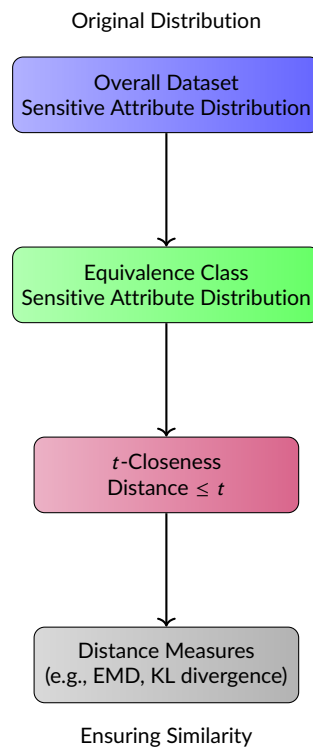 Original Distribution
Overall Dataset
Sensitive Attribute Distribution
Equivalence Class
Sensitive Attribute Distribution
t-Closeness
Distance ≤ t
Distance Measures
(e.g., EMD, KL divergence)
Ensuring Similarity